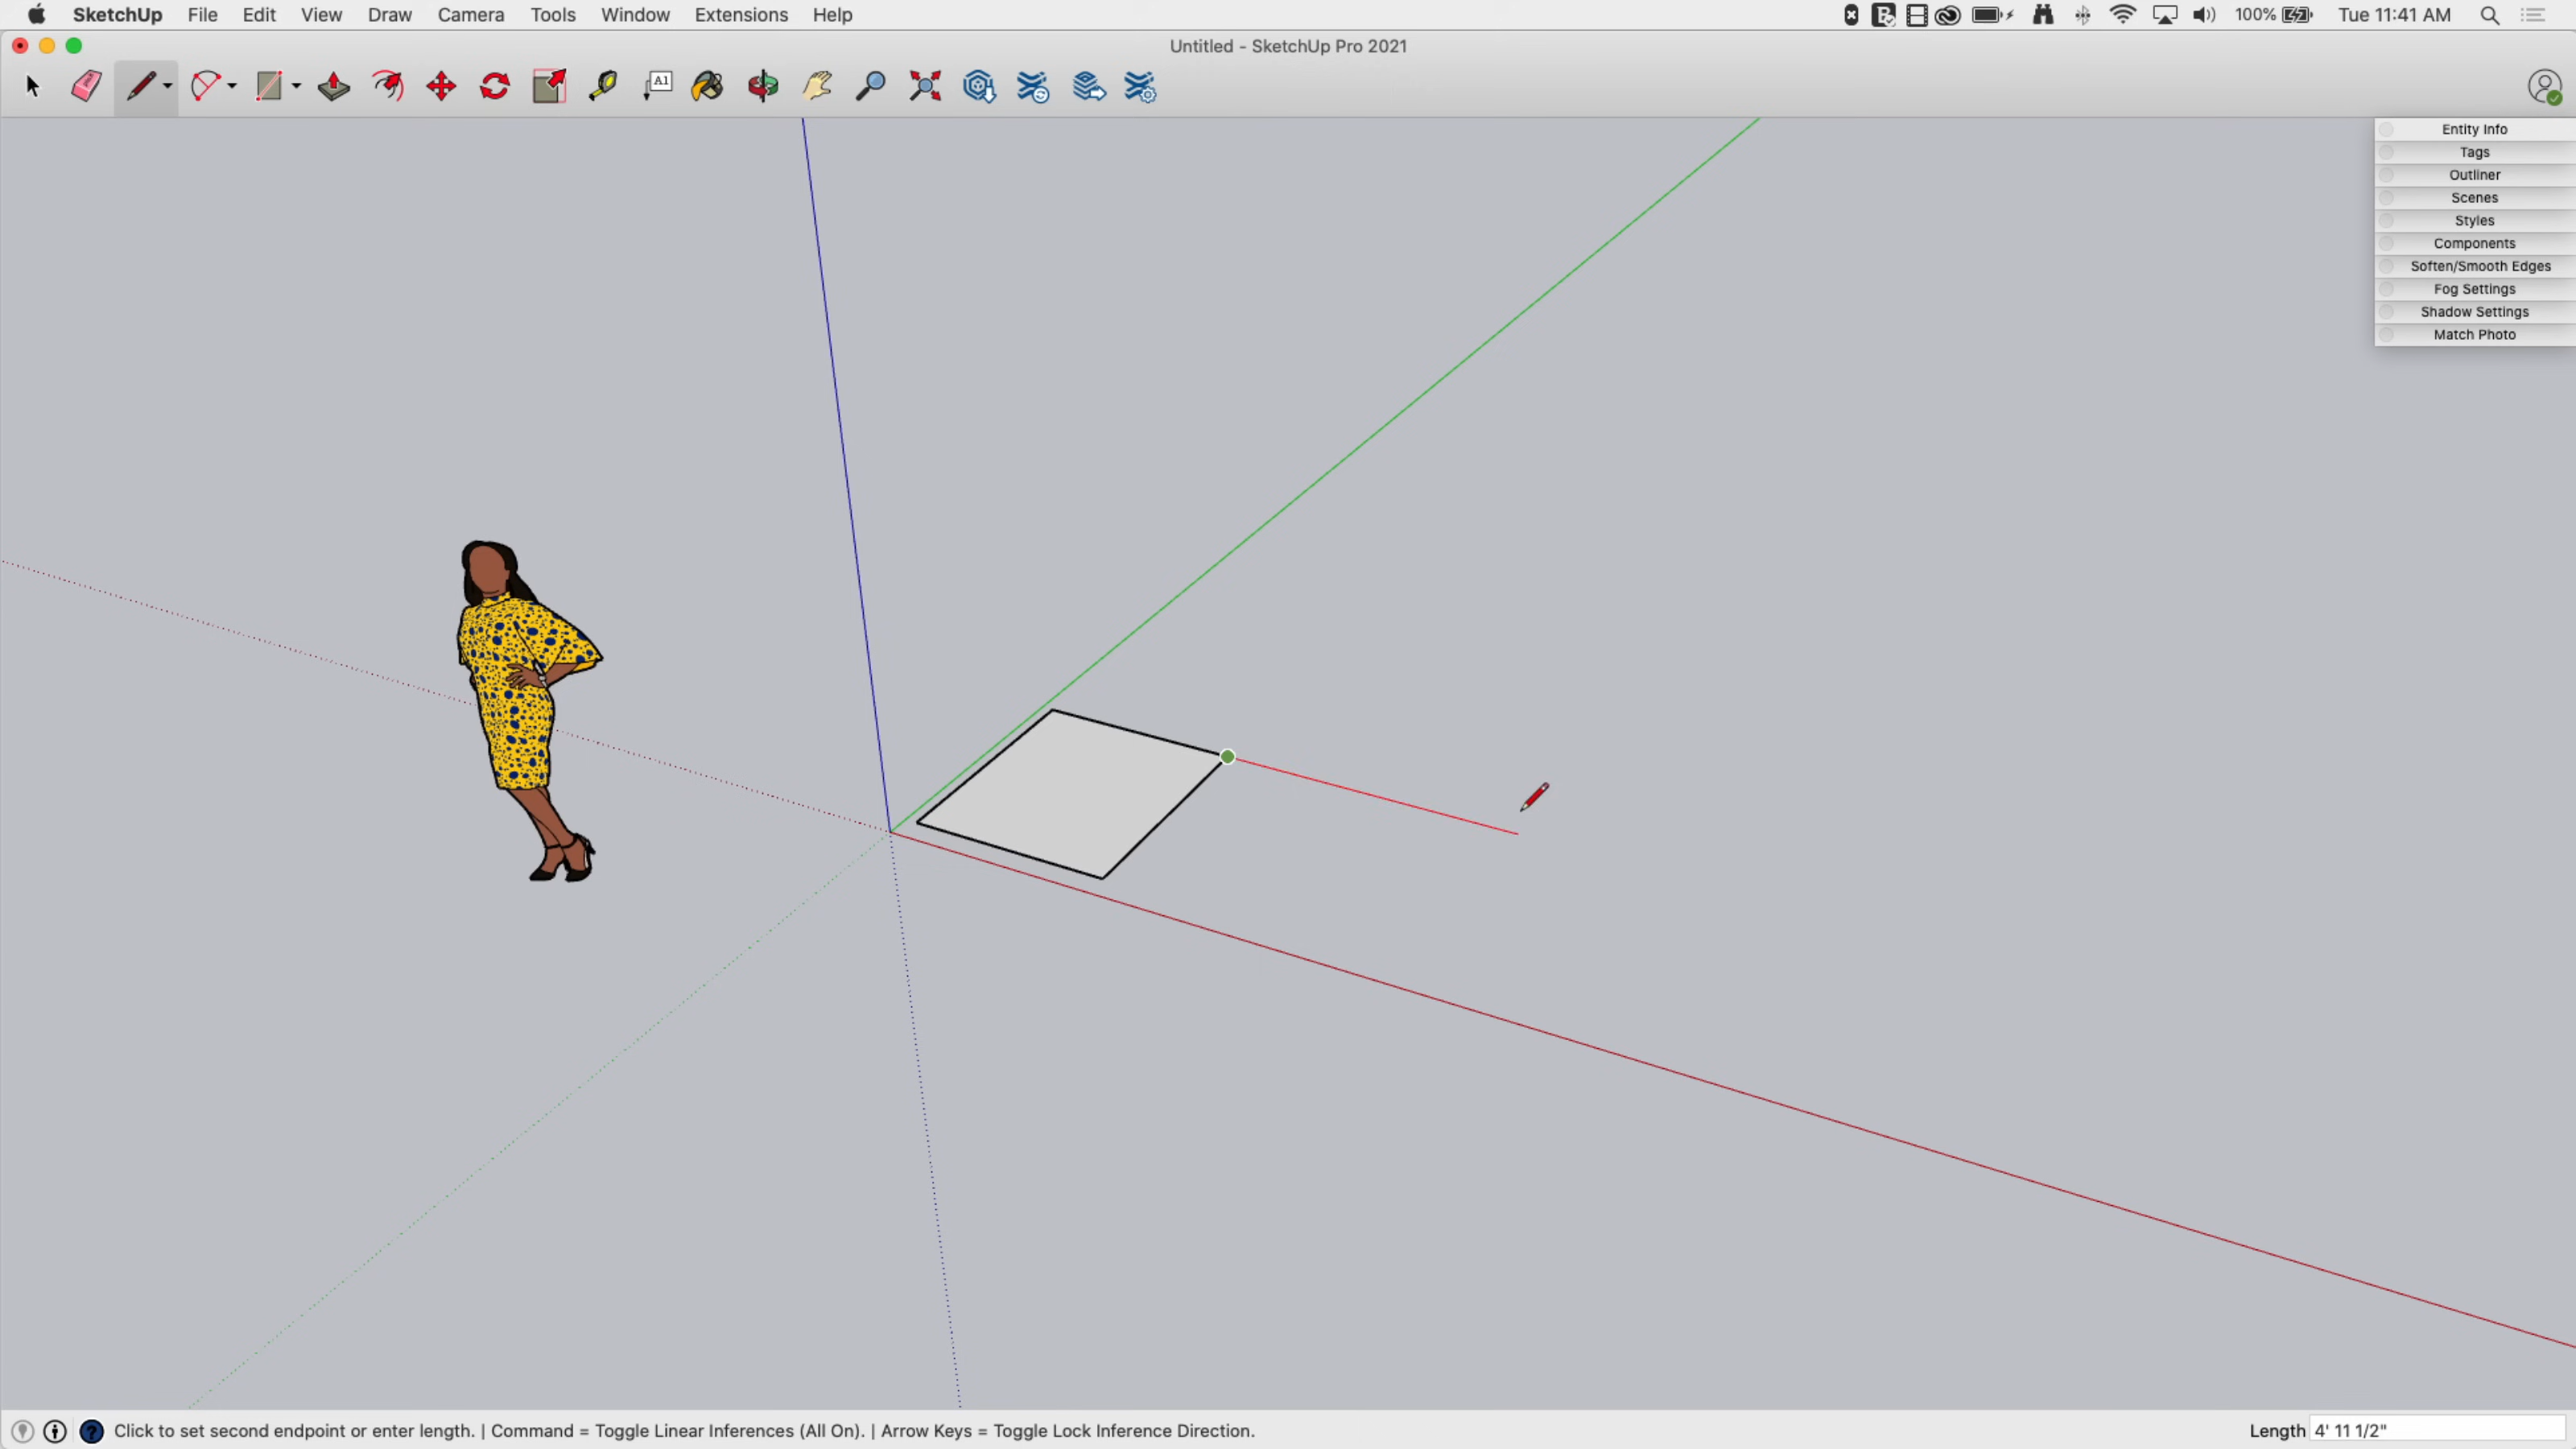 SketchUp File Edit View Draw Camera Tools Window Extensions Help 100% Tue 11:41 AM
Untitled - SketchUp Pro 2021
A1
Entity Info
Tags
Outliner
Scenes
Styles
Components
Soften/Smooth Edges
Fog Settings
Shadow Settings
Match Photo
Click to set second endpoint or enter length. | Command = Toggle Linear Inferences (All On). | Arrow Keys = Toggle Lock Inference Direction. Length 4' 11 1/2"